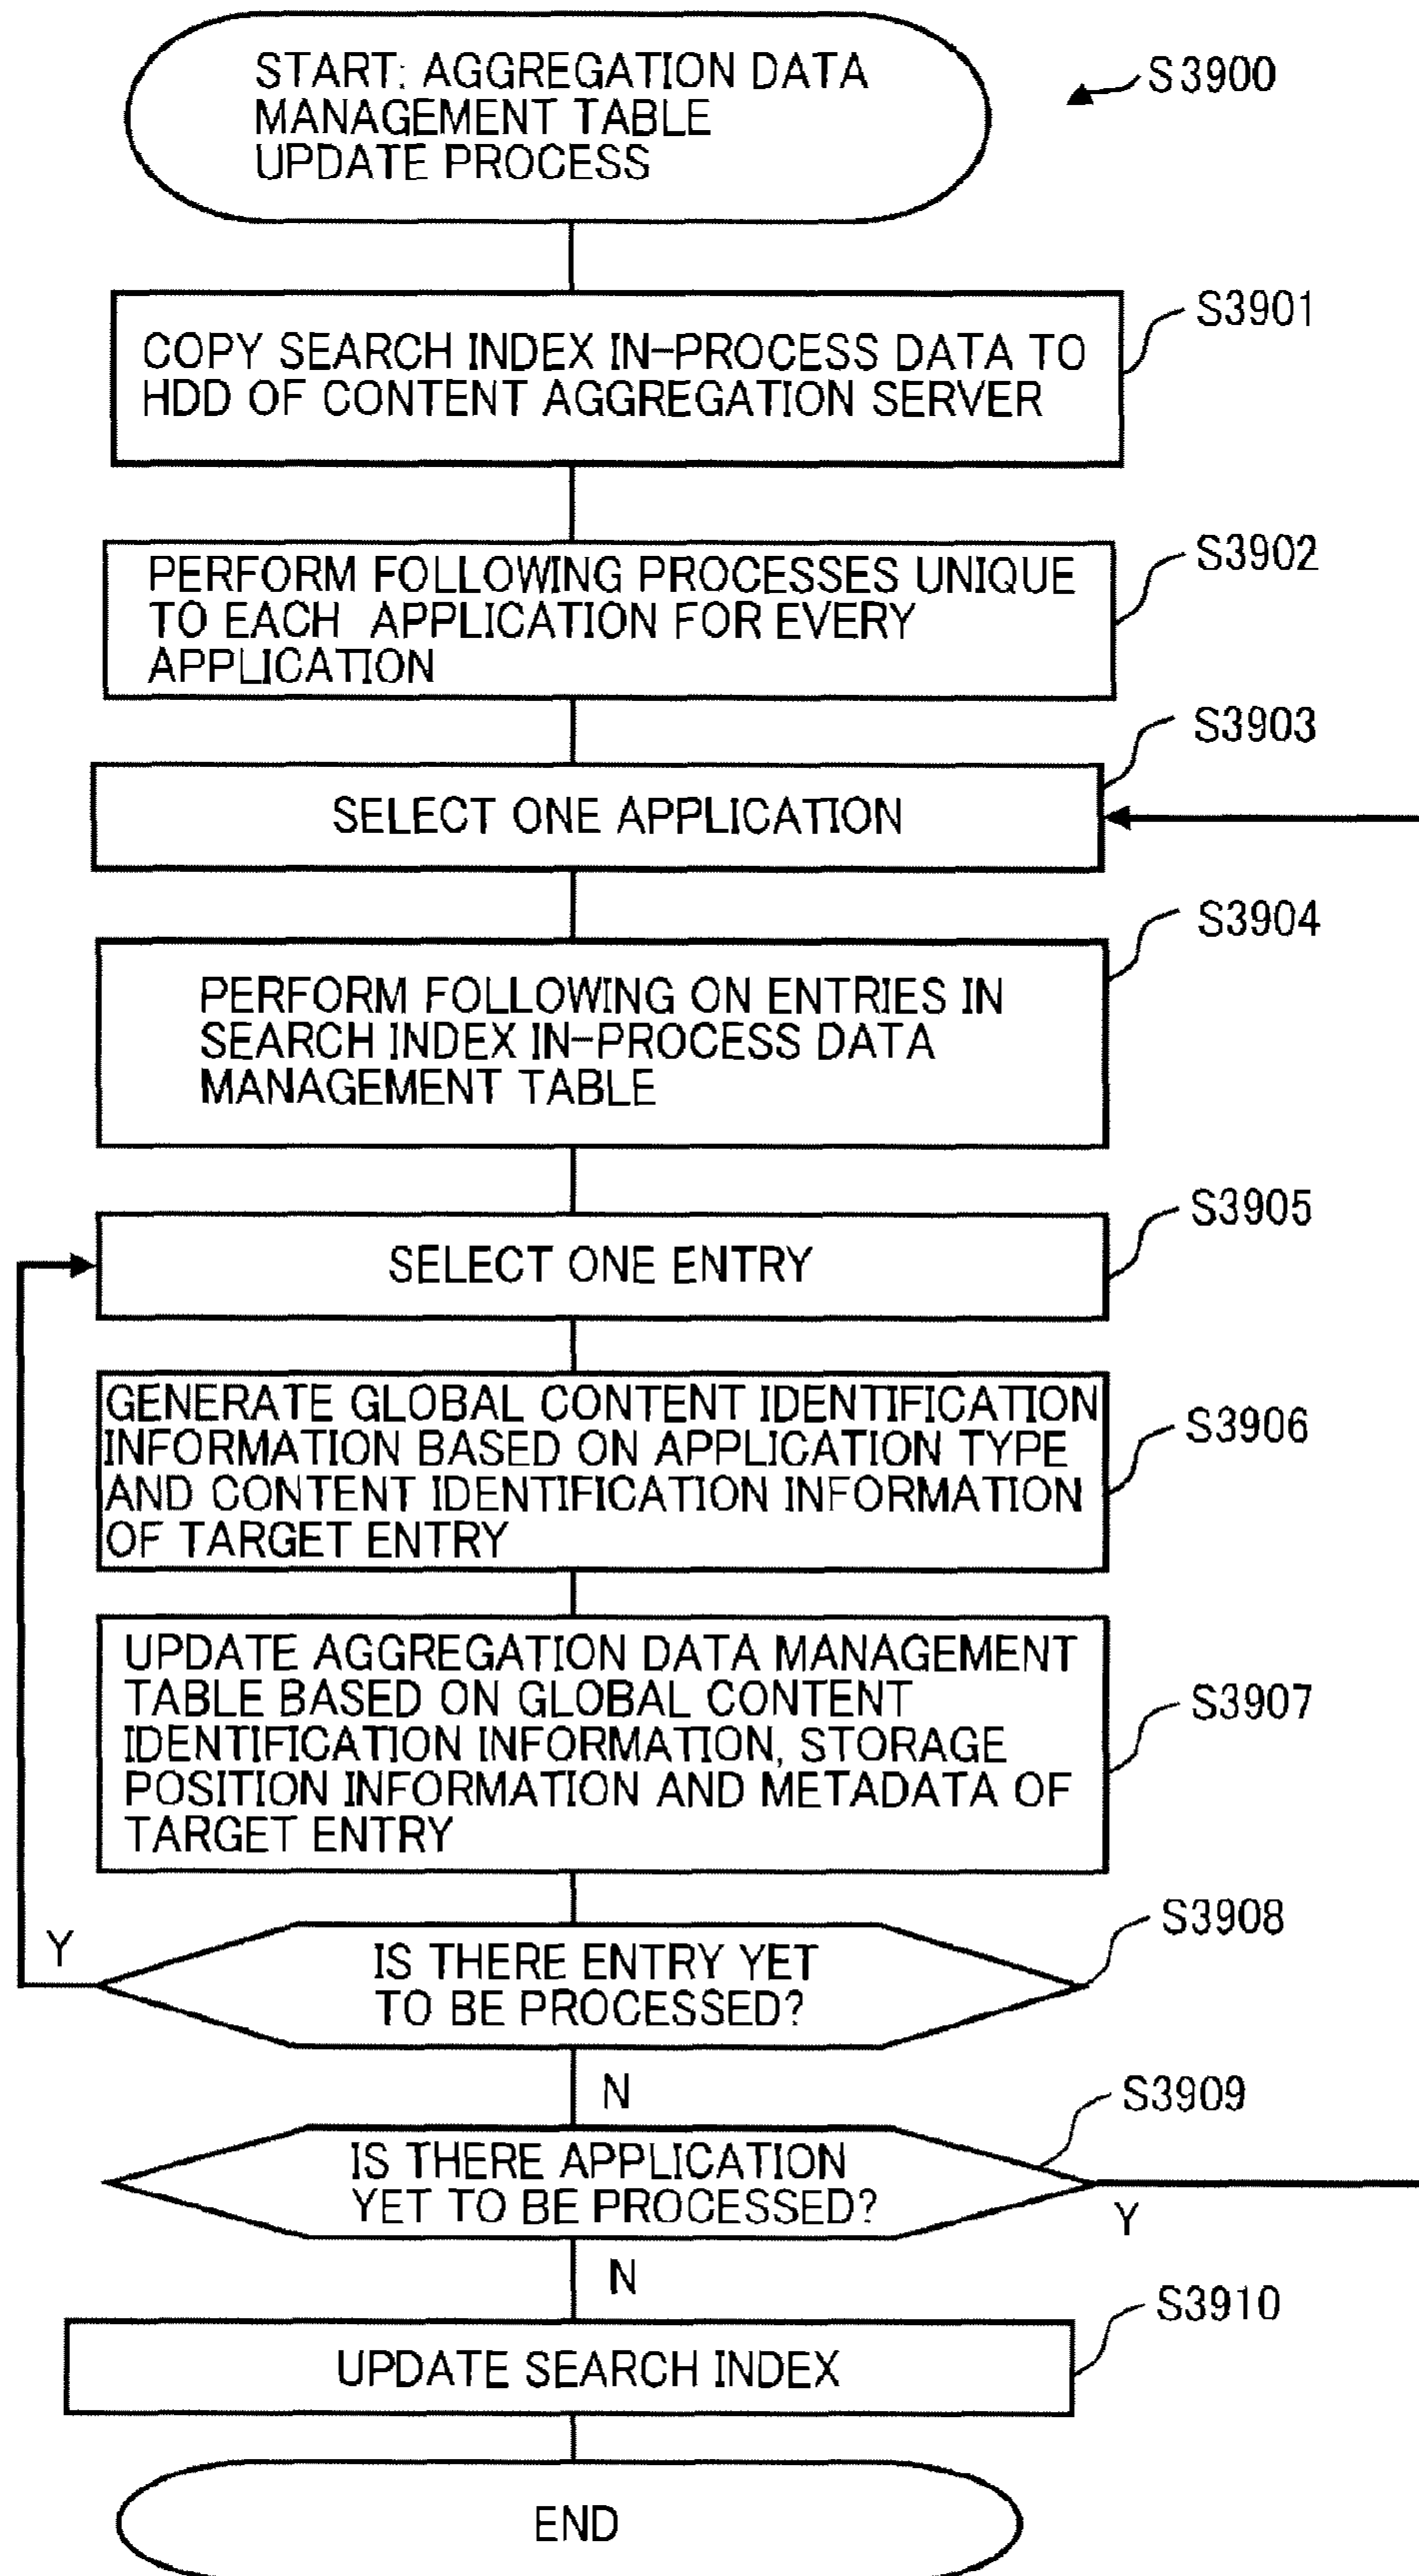 START: AGGREGATION DATA
MANAGEMENT TABLE
UPDATE PROCESS
S3900
COPY SEARCH INDEX IN-PROCESS DATA TO
HDD OF CONTENT AGGREGATION SERVER
S3901
PERFORM FOLLOWING PROCESSES UNIQUE
TO EACH APPLICATION FOR EVERY
APPLICATION
S3902
SELECT ONE APPLICATION
S3903
PERFORM FOLLOWING ON ENTRIES IN
SEARCH INDEX IN-PROCESS DATA
MANAGEMENT TABLE
S3904
SELECT ONE ENTRY
S3905
GENERATE GLOBAL CONTENT IDENTIFICATION
INFORMATION BASED ON APPLICATION TYPE
AND CONTENT IDENTIFICATION INFORMATION
OF TARGET ENTRY
S3906
UPDATE AGGREGATION DATA MANAGEMENT
TABLE BASED ON GLOBAL CONTENT
IDENTIFICATION INFORMATION, STORAGE
POSITION INFORMATION AND METADATA OF
TARGET ENTRY
S3907
IS THERE ENTRY YET
TO BE PROCESSED?
S3908
Y
N
IS THERE APPLICATION
YET TO BE PROCESSED?
S3909
Y
N
UPDATE SEARCH INDEX
S3910
END